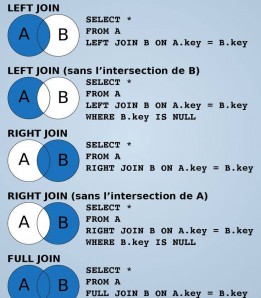 LEFT JOIN
A B
SELECT *
FROM A
LEFT JOIN B ON A.key = B.key
LEFT JOIN (sans l'intersection de B)
A B
SELECT *
FROM A
LEFT JOIN B ON A.key = B.key
WHERE B.key IS NULL
RIGHT JOIN
A B
SELECT *
FROM A
RIGHT JOIN B ON A.key = B.key
RIGHT JOIN (sans l'intersection de A)
A B
SELECT *
FROM A
RIGHT JOIN B ON A.key = B.key
WHERE B.key IS NULL
FULL JOIN
A B
SELECT *
FROM A
FULL JOIN B ON A.key = B.key